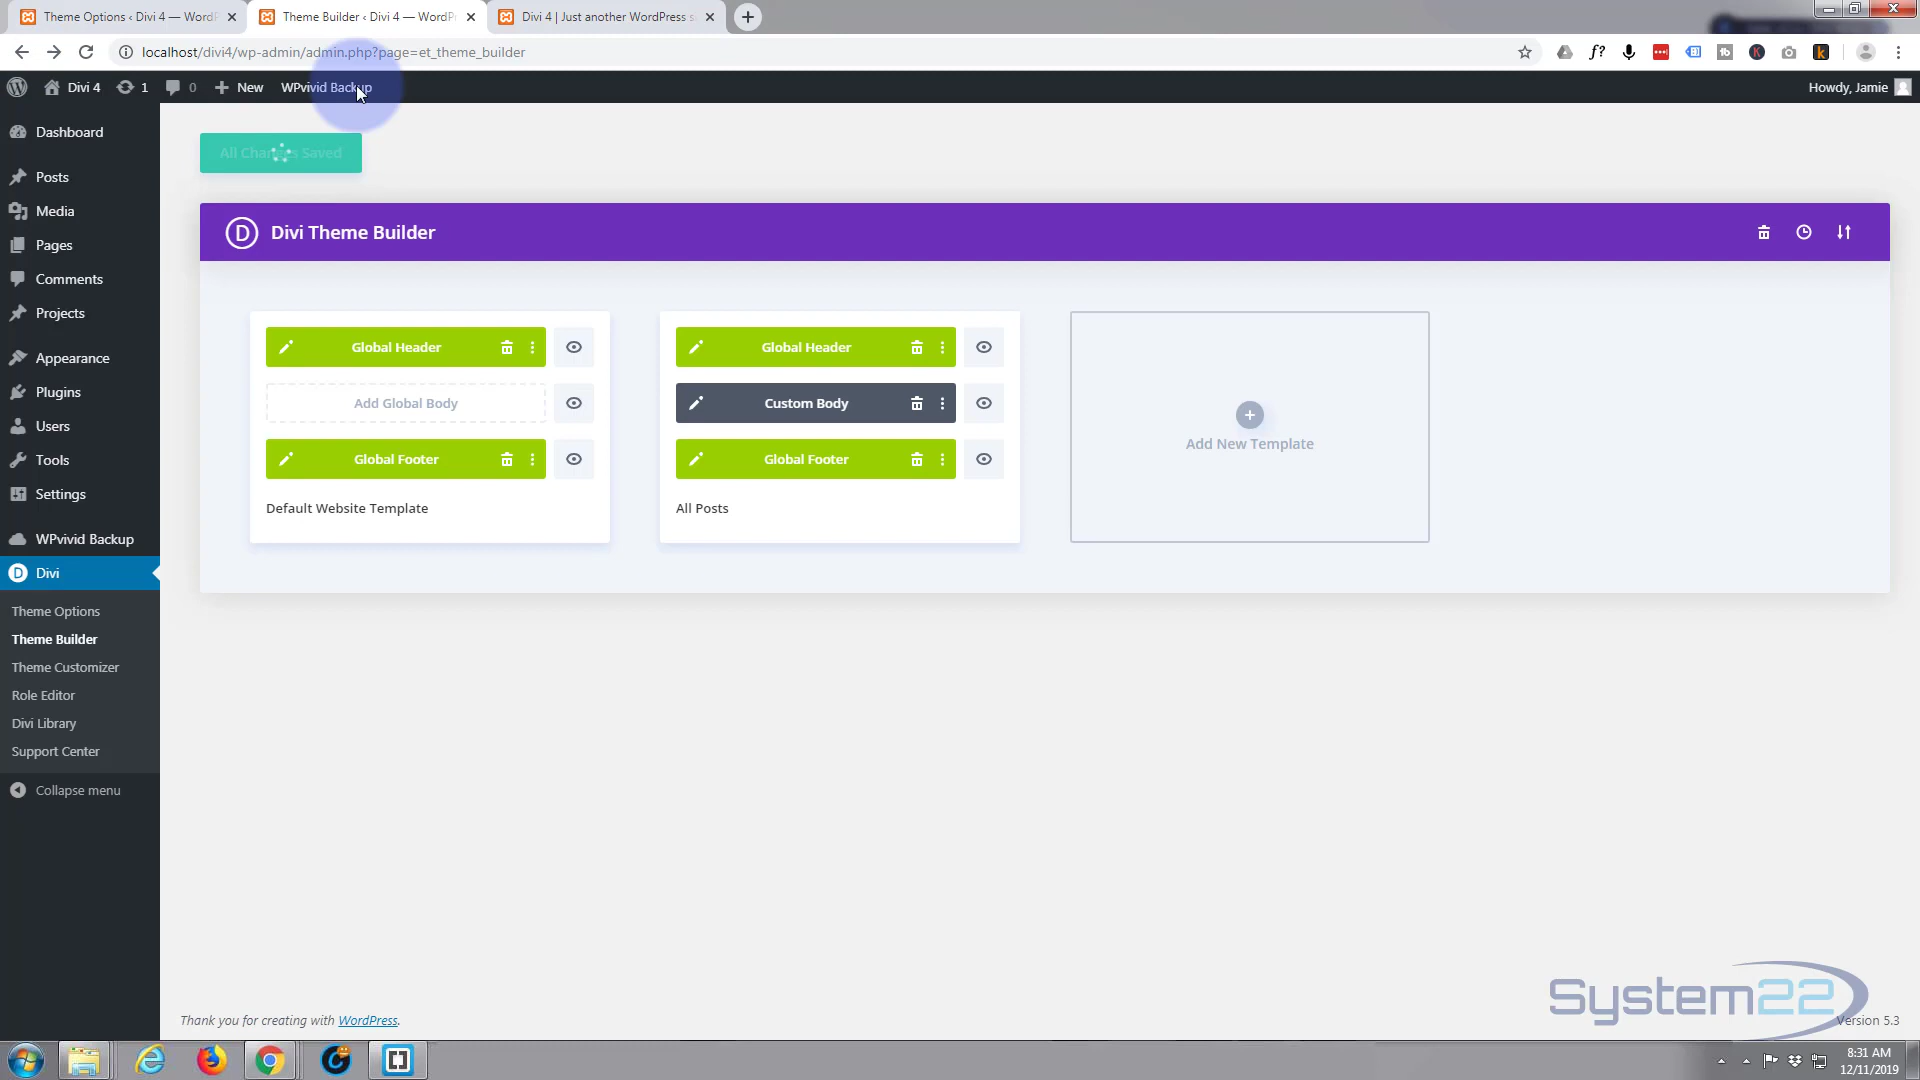 Theme Options ‹ Divi 4 — WordP
Theme Builder ‹ Divi 4 — WordPr
Divi 4 | Just another WordPress s
localhost/divi4/wp-admin/admin.php?page=et_theme_builder
Divi 4
1
0
New
WPvivid Backup
Howdy, Jamie
Dashboard
Posts
Media
Pages
Comments
Projects
Appearance
Plugins
Users
Tools
Settings
WPvivid Backup
Divi
Theme Options
Theme Builder
Theme Customizer
Role Editor
Divi Library
Support Center
Collapse menu
All Changes Saved
Divi Theme Builder
Global Header
Add Global Body
Global Footer
Default Website Template
Global Header
Custom Body
Global Footer
All Posts
Add New Template
Thank you for creating with WordPress.
System22
Version 5.3
8:31 AM
12/11/2019